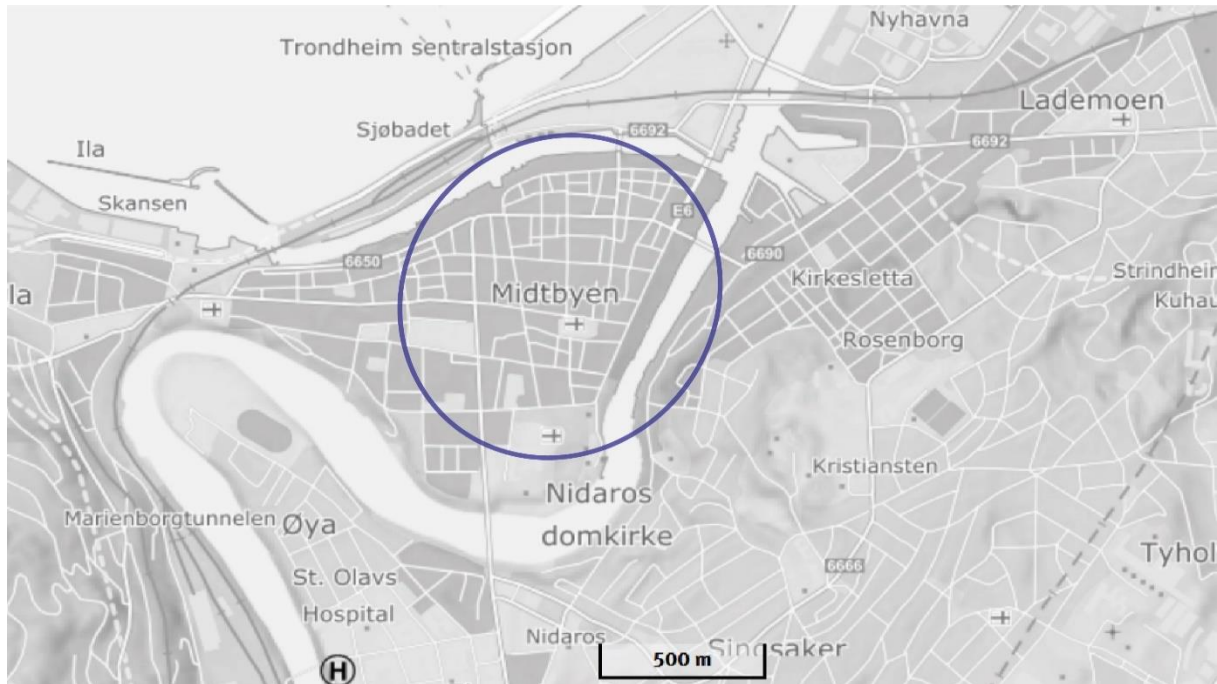 Nyhavna
Trondheim sentralstasjon
Lademoen
Sjøbadet
6692
6692
Ila
Skansen
E6
6650
6690
Kirkesletta
Strindheim
Kuhau
la
Midtbyen
Rosenborg
Kristiansten
Nidaros
domkirke
Marienborgtunnelen
Øya
Tyhol
6666
St. Olavs
Hospital
Nidaros
Singsaker
500 m
H